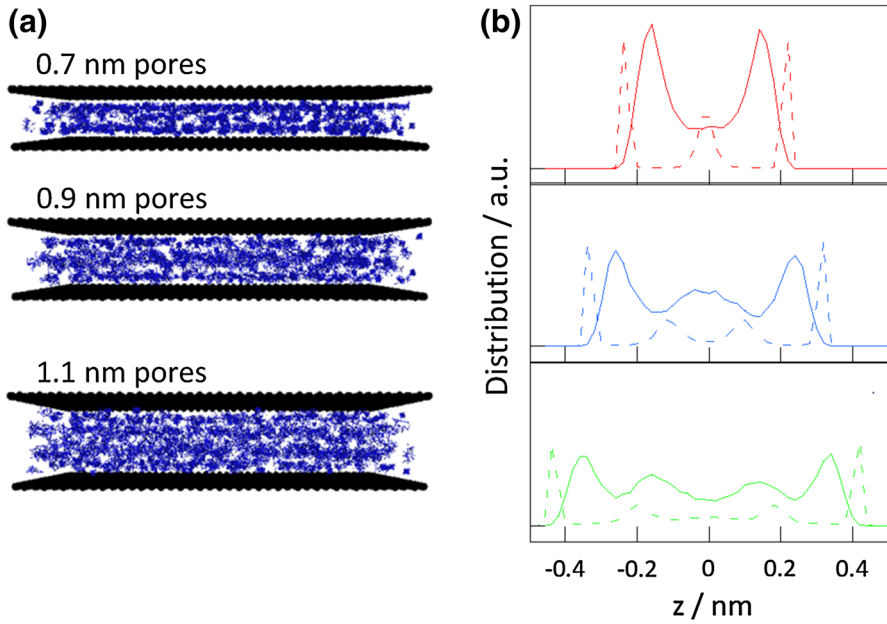 (a)
0.7 nm pores
0.9 nm pores
1.1 nm pores
(b)
Distribution / a.u.
-0.4 -0.2 0 0.2 0.4
z / nm